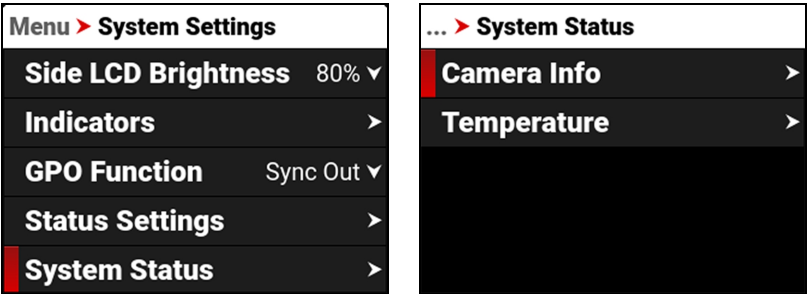 Menu ➤ System Settings
Side LCD Brightness 80%
Indicators
GPO Function Sync Out
Status Settings
System Status
... ➤ System Status
Camera Info
Temperature